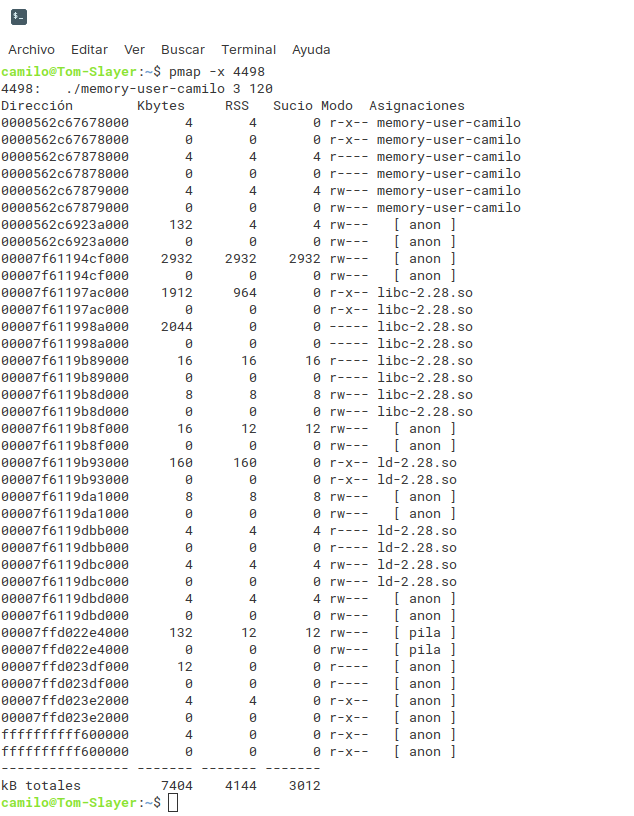 Archivo Editar Ver Buscar Terminal Ayuda
camilo@Tom-Slayer:~$ pmap -x 4498
4498:   ./memory-user-camilo 3 120
Dirección        Kbytes     RSS   Sucio Modo  Asignaciones
0000562c67678000       4       4       0 r-x-- memory-user-camilo
0000562c67678000       0       0       0 r-x-- memory-user-camilo
0000562c67878000       4       4       4 r---- memory-user-camilo
0000562c67878000       0       0       0 r---- memory-user-camilo
0000562c67879000       4       4       4 rw--- memory-user-camilo
0000562c67879000       0       0       0 rw--- memory-user-camilo
0000562c6923a000     132       4       4 rw---   [ anon ]
0000562c6923a000       0       0       0 rw---   [ anon ]
00007f61194cf000    2932    2932    2932 rw---   [ anon ]
00007f61194cf000       0       0       0 rw---   [ anon ]
00007f61197ac000    1912     964       0 r-x-- libc-2.28.so
00007f61197ac000       0       0       0 r-x-- libc-2.28.so
00007f611998a000    2044       0       0 ----- libc-2.28.so
00007f611998a000       0       0       0 ----- libc-2.28.so
00007f6119b89000      16      16      16 r---- libc-2.28.so
00007f6119b89000       0       0       0 r---- libc-2.28.so
00007f6119b8d000       8       8       8 rw--- libc-2.28.so
00007f6119b8d000       0       0       0 rw--- libc-2.28.so
00007f6119b8f000      16      12      12 rw---   [ anon ]
00007f6119b8f000       0       0       0 rw---   [ anon ]
00007f6119b93000     160     160       0 r-x-- ld-2.28.so
00007f6119b93000       0       0       0 r-x-- ld-2.28.so
00007f6119da1000       8       8       8 rw---   [ anon ]
00007f6119da1000       0       0       0 rw---   [ anon ]
00007f6119dbb000       4       4       4 r---- ld-2.28.so
00007f6119dbb000       0       0       0 r---- ld-2.28.so
00007f6119dbc000       4       4       4 rw--- ld-2.28.so
00007f6119dbc000       0       0       0 rw--- ld-2.28.so
00007f6119dbd000       4       4       4 rw---   [ anon ]
00007f6119dbd000       0       0       0 rw---   [ anon ]
00007ffd022e4000     132      12      12 rw---   [ pila ]
00007ffd022e4000       0       0       0 rw---   [ pila ]
00007ffd023df000      12       0       0 r----   [ anon ]
00007ffd023df000       0       0       0 r----   [ anon ]
00007ffd023e2000       4       4       0 r-x--   [ anon ]
00007ffd023e2000       0       0       0 r-x--   [ anon ]
ffffffffff600000       4       0       0 r-x--   [ anon ]
ffffffffff600000       0       0       0 r-x--   [ anon ]
---------------- ------- ------- -------
kB totales          7404    4144    3012
camilo@Tom-Slayer:~$